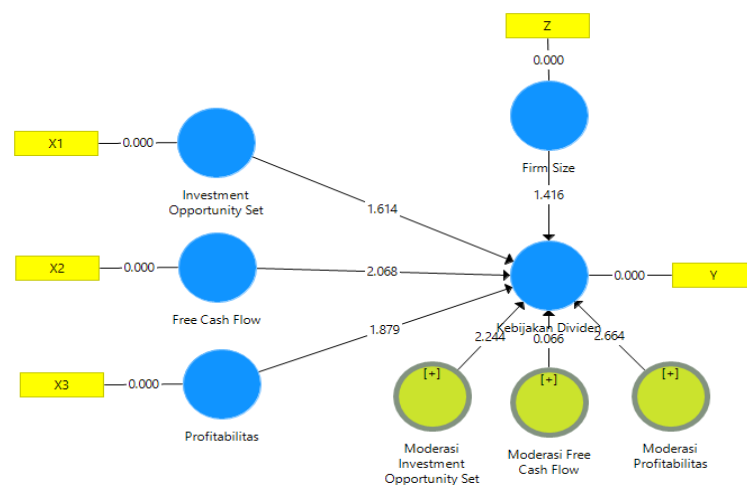 Z
0.000
Firm Size
1.416
X1
0.000
Investment
Opportunity Set
1.614
X2
0.000
Free Cash Flow
2.068
Kebijakan Dividen
0.000
Y
X3
0.000
Profitabilitas
1.879
2.244
0.066
2.664
[+]
Moderasi
Investment
Opportunity Set
[+]
Moderasi Free
Cash Flow
[+]
Moderasi
Profitabilitas